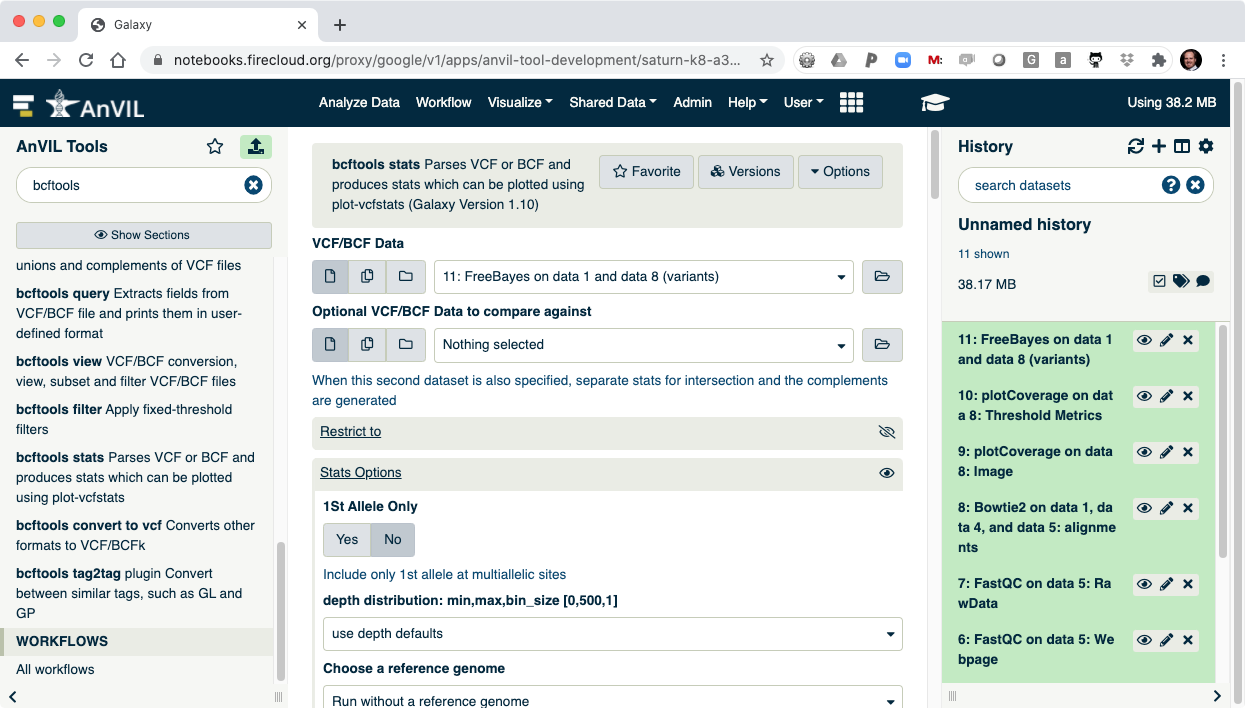 Galaxy
notebooks.firecloud.org/proxy/google/v1/apps/anvil-tool-development/saturn-k8-a3...
AnVIL
Analyze Data
Workflow
Visualize
Shared Data
Admin
Help
User
Using 38.2 MB
AnVIL Tools
bcftools
Show Sections
unions and complements of VCF files
bcftools query Extracts fields from
VCF/BCF file and prints them in user-
defined format
bcftools view VCF/BCF conversion,
view, subset and filter VCF/BCF files
bcftools filter Apply fixed-threshold
filters
bcftools stats Parses VCF or BCF and
produces stats which can be plotted
using plot-vcfstats
bcftools convert to vcf Converts other
formats to VCF/BCFk
bcftools tag2tag plugin Convert
between similar tags, such as GL and
GP
WORKFLOWS
All workflows
bcftools stats Parses VCF or BCF and
produces stats which can be plotted using
plot-vcfstats (Galaxy Version 1.10)
Favorite
Versions
Options
VCF/BCF Data
11: FreeBayes on data 1 and data 8 (variants)
Optional VCF/BCF Data to compare against
Nothing selected
When this second dataset is also specified, separate stats for intersection and the complements
are generated
Restrict to
Stats Options
1St Allele Only
Yes
No
Include only 1st allele at multiallelic sites
depth distribution: min,max,bin_size [0,500,1]
use depth defaults
Choose a reference genome
Run without a reference genome
History
search datasets
Unnamed history
11 shown
38.17 MB
11: FreeBayes on data 1
and data 8 (variants)
10: plotCoverage on dat
a 8: Threshold Metrics
9: plotCoverage on data
8: Image
8: Bowtie2 on data 1, da
ta 4, and data 5: alignme
nts
7: FastQC on data 5: Ra
wData
6: FastQC on data 5: We
bpage